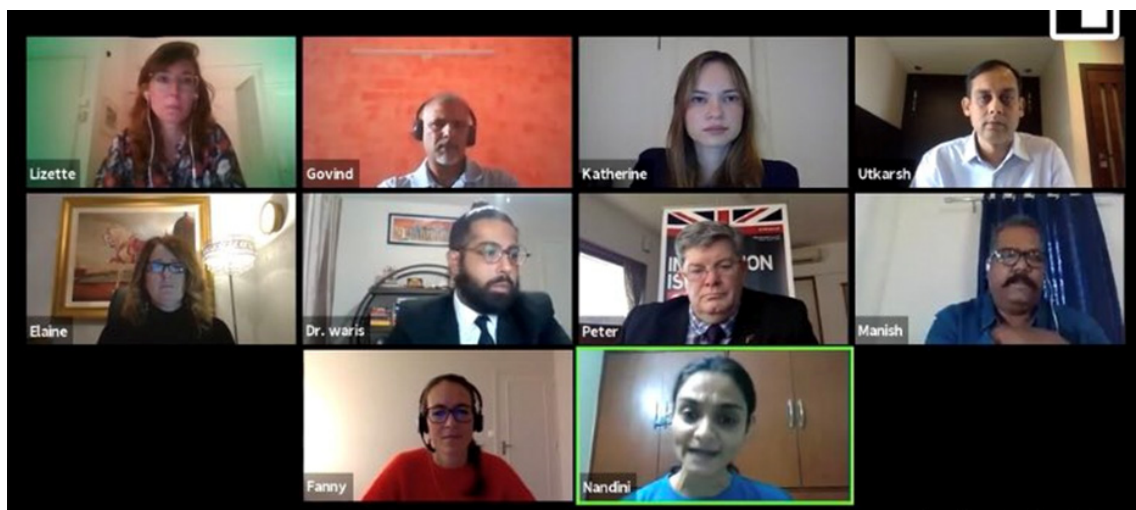 Lizette
Govind
Katherine
Utkarsh
Elaine
Dr. waris
Peter
Manish
Fanny
Nandini